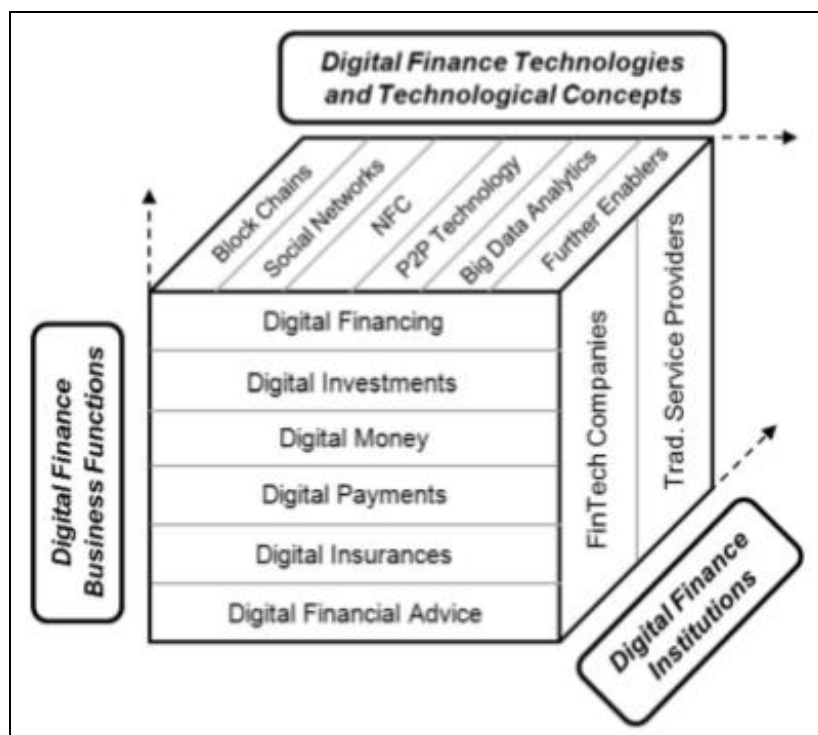 Digital Finance Technologies
and Technological Concepts
Block Chains
Social Networks
NFC
P2P Technology
Big Data Analytics
Further Enablers
Digital Finance
Business Functions
Digital Financing
Digital Investments
Digital Money
Digital Payments
Digital Insurances
Digital Financial Advice
FinTech Companies
Trad. Service Providers
Digital Finance
Institutions